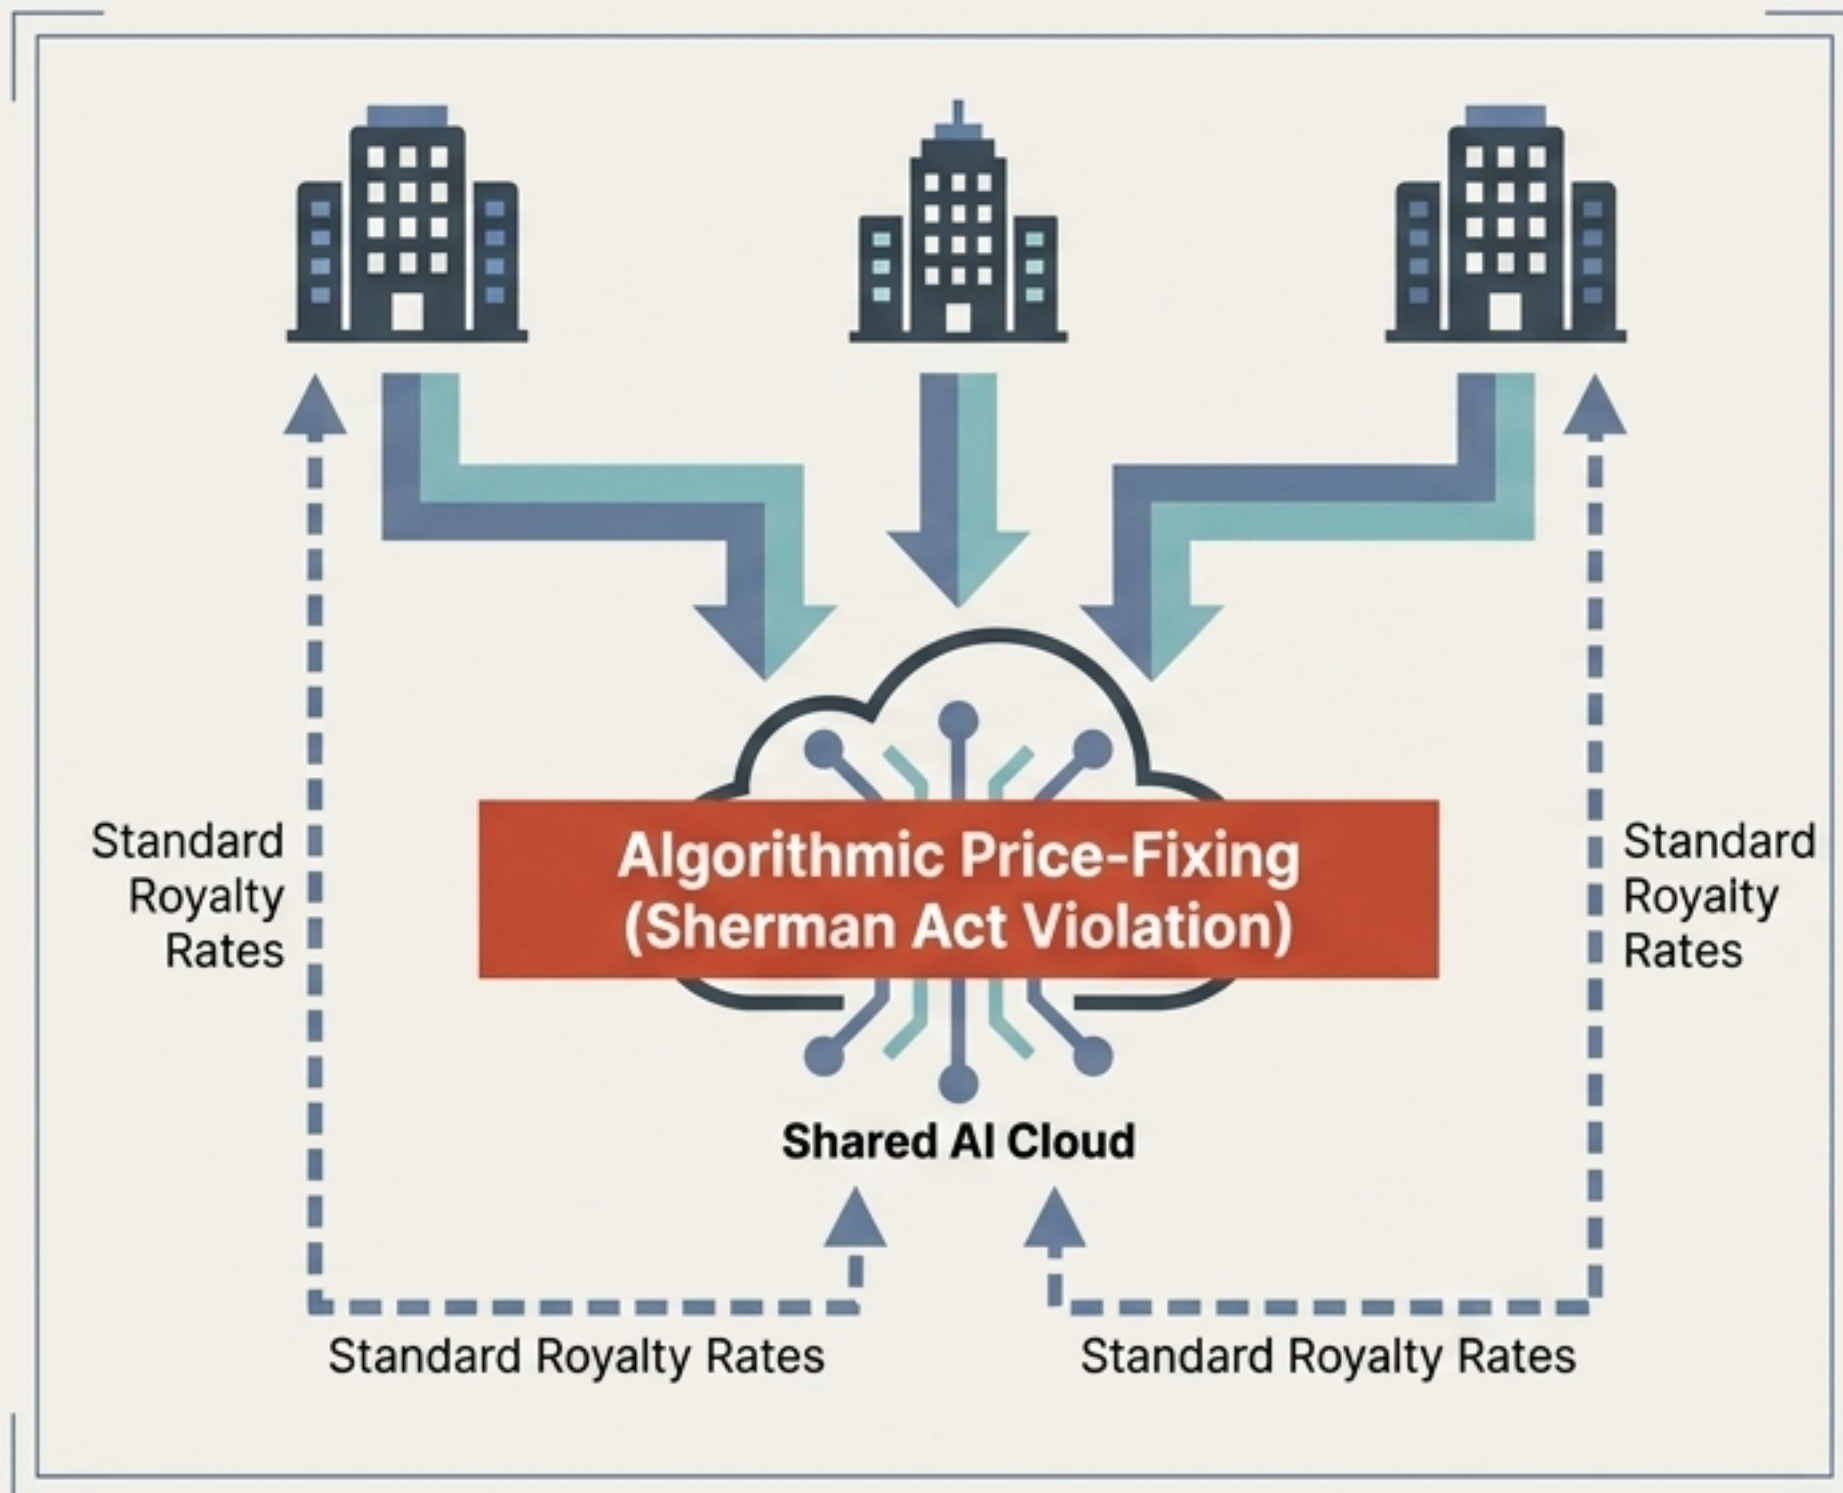 Standard
Royalty
Rates
Algorithmic Price-Fixing
(Sherman Act Violation)
Standard
Royalty
Rates
Shared AI Cloud
Standard Royalty Rates
Standard Royalty Rates